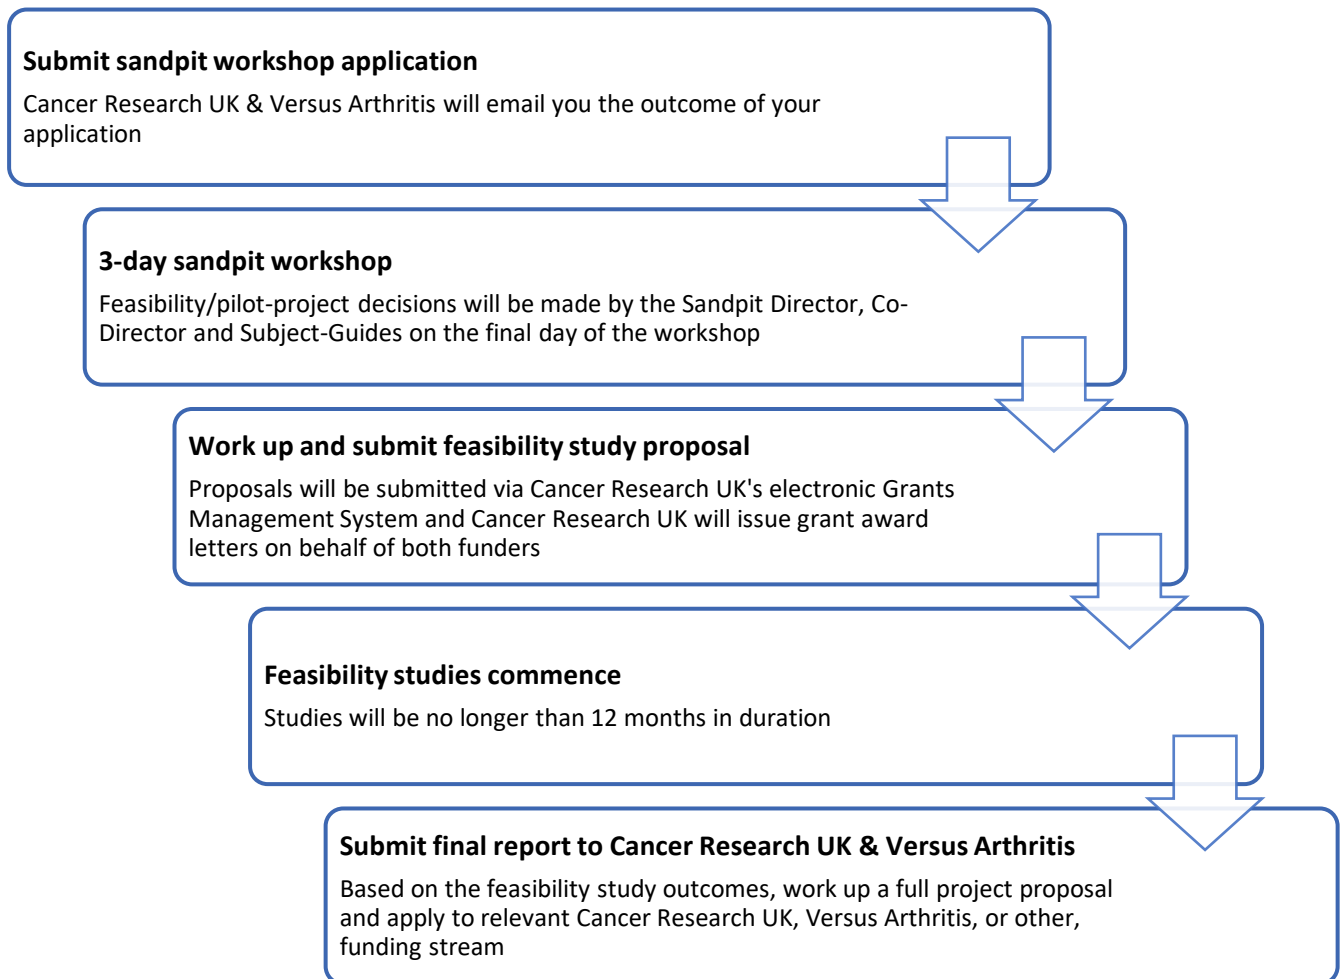 Submit sandpit workshop application
Cancer Research UK & Versus Arthritis will email you the outcome of your
application
3-day sandpit workshop
Feasibility/pilot-project decisions will be made by the Sandpit Director, Co-
Director and Subject-Guides on the final day of the workshop
Work up and submit feasibility study proposal
Proposals will be submitted via Cancer Research UK's electronic Grants
Management System and Cancer Research UK will issue grant award
letters on behalf of both funders
Feasibility studies commence
Studies will be no longer than 12 months in duration
Submit final report to Cancer Research UK & Versus Arthritis
Based on the feasibility study outcomes, work up a full project proposal
and apply to relevant Cancer Research UK, Versus Arthritis, or other,
funding stream